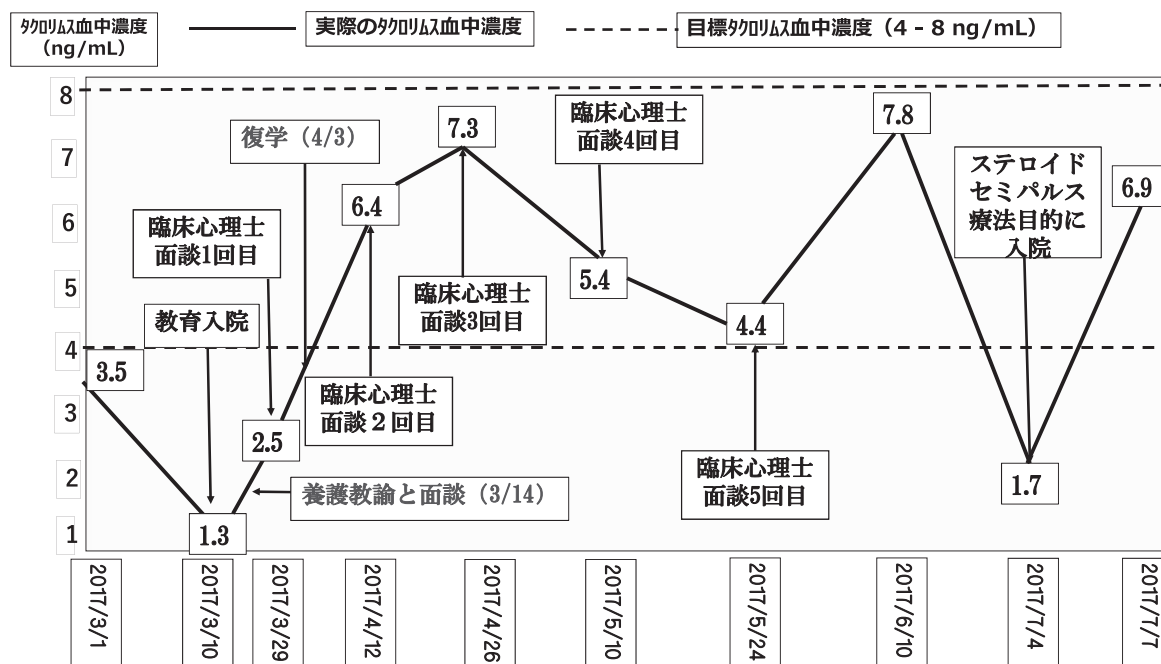 タクロリムス血中濃度
（ng/mL）
実際のタクロリムス血中濃度
目標タクロリムス血中濃度（4 - 8 ng/mL）
8
7
6
5
4
3
2
1
復学（4/3）
臨床心理士
面談1回目
教育入院
臨床心理士
面談２回目
養護教諭と面談（3/14）
臨床心理士
面談3回目
臨床心理士
面談4回目
臨床心理士
面談5回目
ステロイド
セミパルス
療法目的に
入院
3.5
1.3
2.5
6.4
7.3
5.4
4.4
7.8
1.7
6.9
2017/3/1
2017/3/10
2017/3/29
2017/4/12
2017/4/26
2017/5/10
2017/5/24
2017/6/10
2017/7/4
2017/7/7